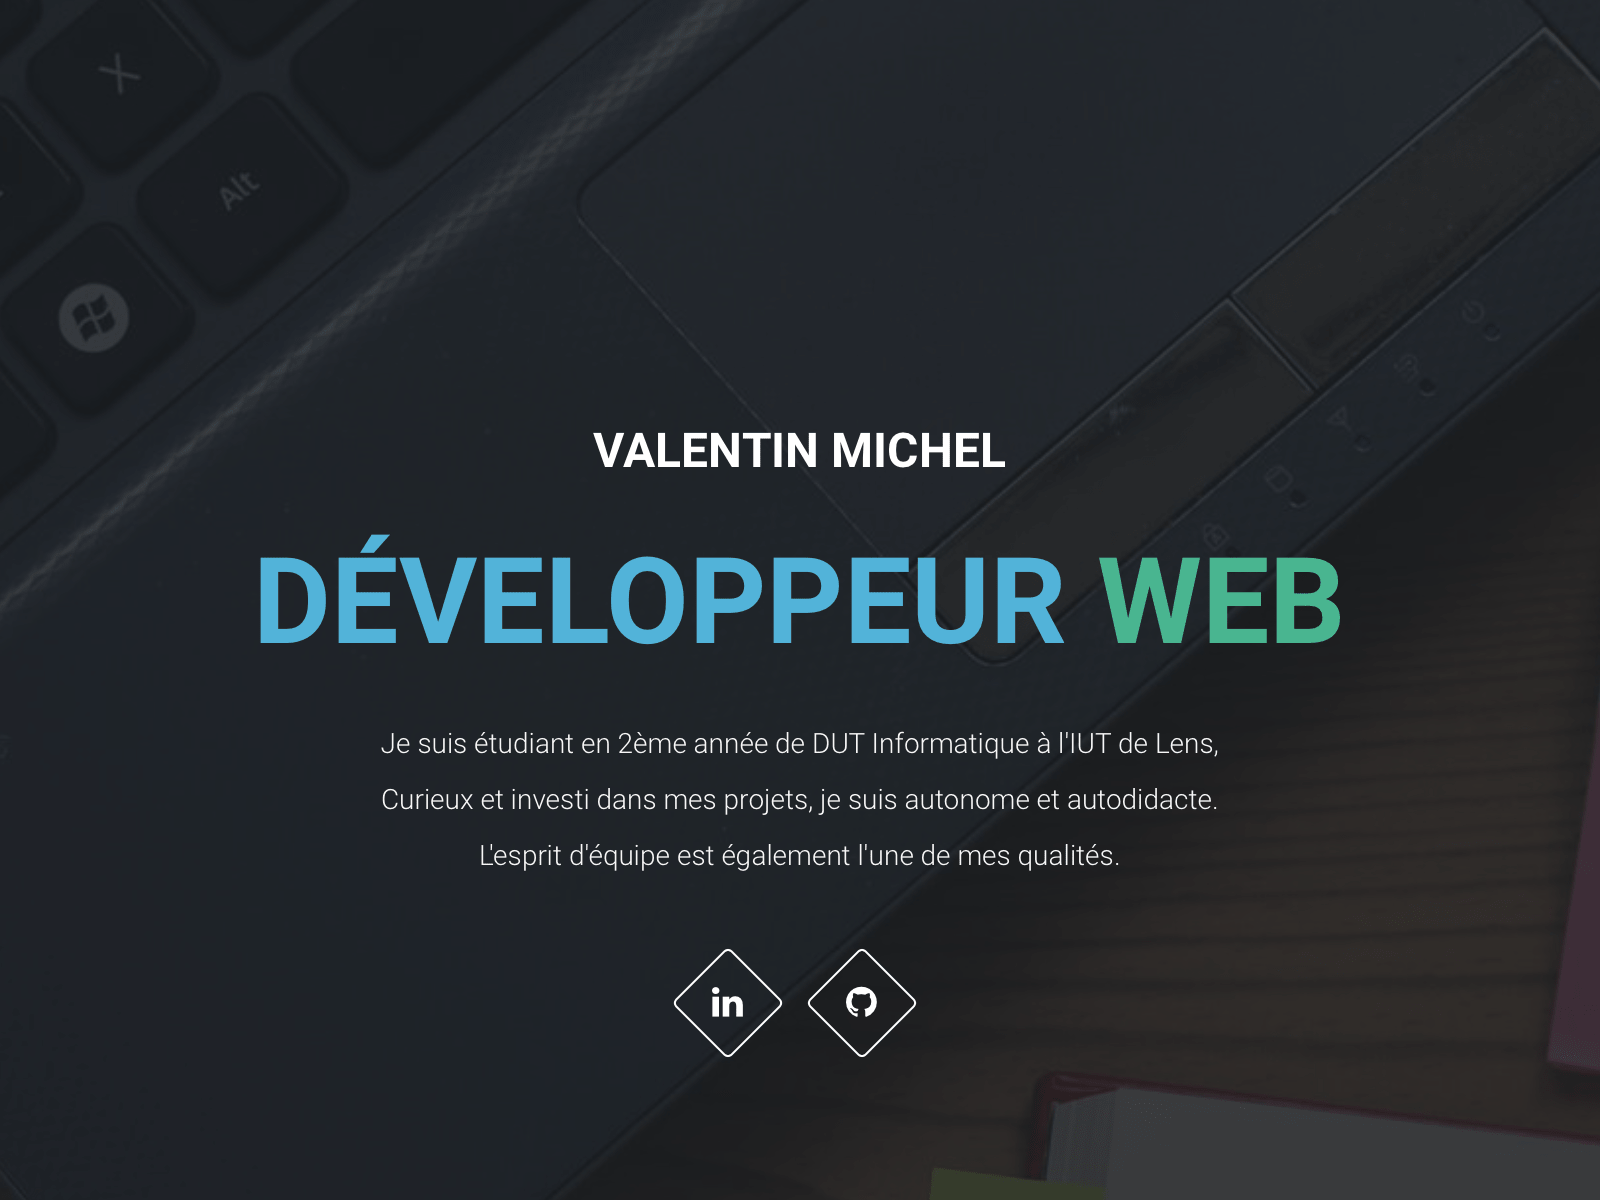 X
Alt
VALENTIN MICHEL
DÉVELOPPEUR WEB
Je suis étudiant en 2ème année de DUT Informatique à l'IUT de Lens,
Curieux et investi dans mes projets, je suis autonome et autodidacte.
L'esprit d'équipe est également l'une de mes qualités.
in